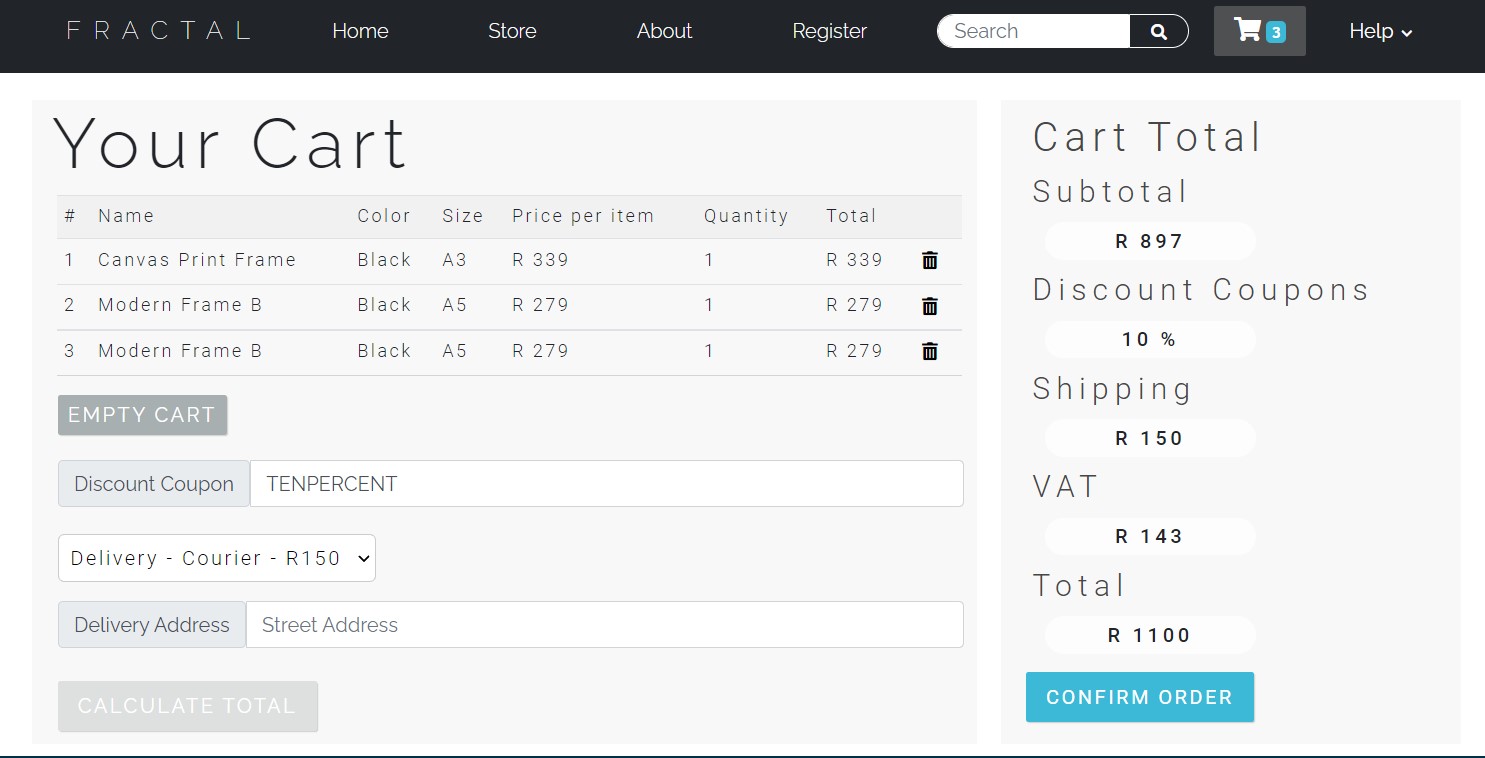 FRACTAL Home Store About Register Search 3 Help
Your Cart
# Name Color Size Price per item Quantity Total
1 Canvas Print Frame Black A3 R 339 1 R 339
2 Modern Frame B Black A5 R 279 1 R 279
3 Modern Frame B Black A5 R 279 1 R 279
EMPTY CART
Discount Coupon TENPERCENT
Delivery - Courier - R150
Delivery Address Street Address
CALCULATE TOTAL
Cart Total
Subtotal
R 897
Discount Coupons
10 %
Shipping
R 150
VAT
R 143
Total
R 1100
CONFIRM ORDER